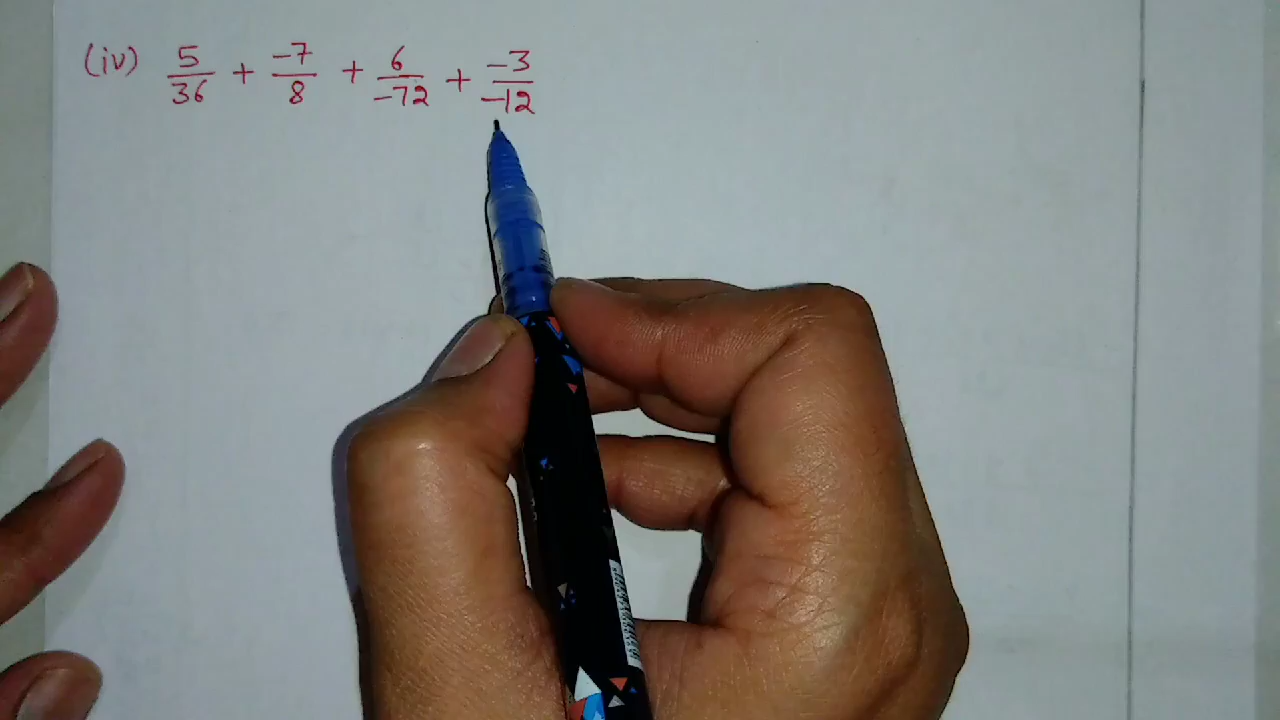 (iv) 5/36 + -7/8 + 6/-72 + -3/-12